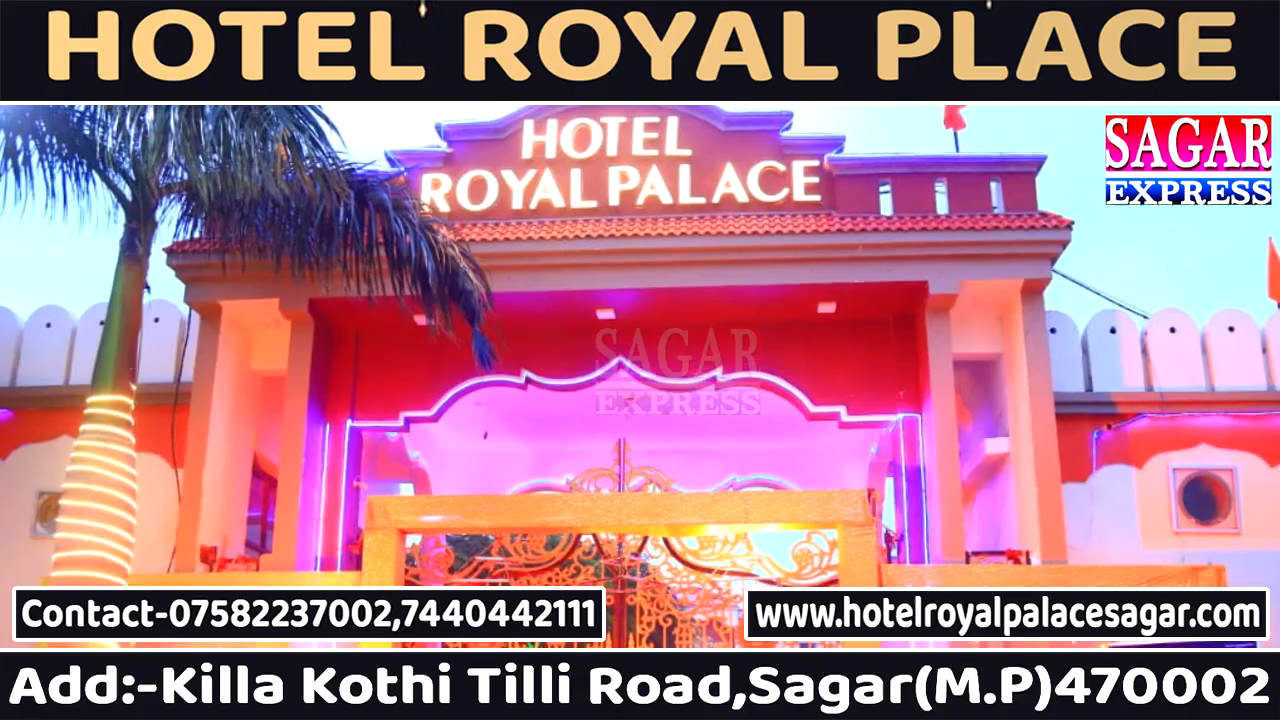 HOTEL ROYAL PLACE
HOTEL
ROYAL PALACE
SAGAR
EXPRESS
SAGAR
EXPRESS
Contact-07582237002,7440442111
www.hotelroyalpalacesagar.com
Add:-Killa Kothi Tilli Road,Sagar(M.P)470002